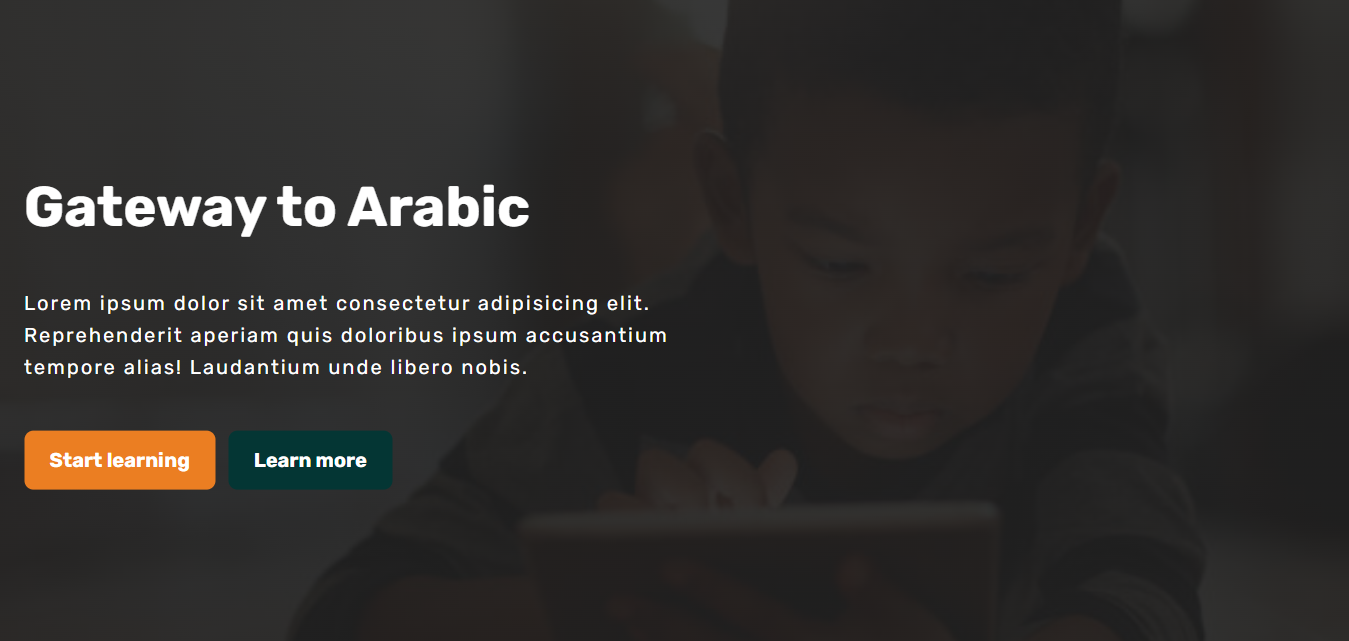 Gateway to Arabic
Lorem ipsum dolor sit amet consectetur adipisicing elit.
Reprehenderit aperiam quis doloribus ipsum accusantium
tempore alias! Laudantium unde libero nobis.
Start learning Learn more